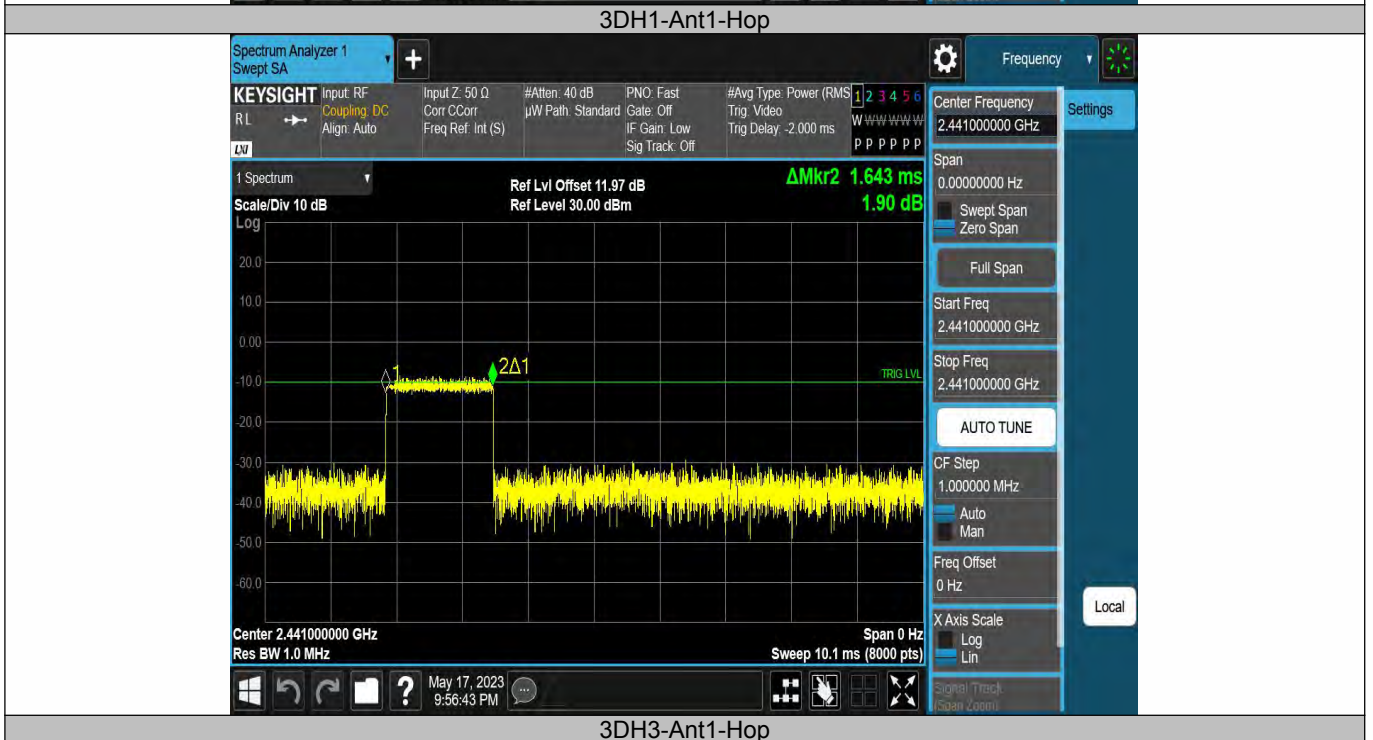 3DH1-Ant1-Hop
Spectrum Analyzer 1
Swept SA
+
Frequency
KEYSIGHT
RL
LXI
Input: RF
Coupling: DC
Align: Auto
Input Z: 50 Ω
Corr CCorr
Freq Ref: Int (S)
#Atten: 40 dB
µW Path: Standard
PNO: Fast
Gate: Off
IF Gain: Low
Sig Track: Off
#Avg Type: Power (RMS
Trig: Video
Trig Delay: -2.000 ms
1 2 3 4 5 6
W W W W W W
P P P P P P
Center Frequency
2.441000000 GHz
Settings
1 Spectrum
Scale/Div 10 dB
Log
Ref Lvl Offset 11.97 dB
Ref Level 30.00 dBm
ΔMkr2 1.643 ms
1.90 dB
20.0
10.0
0.00
-10.0
-20.0
-30.0
-40.0
-50.0
-60.0
1
2Δ1
TRIG LVL
Span
0.00000000 Hz
Swept Span
Zero Span
Full Span
Start Freq
2.441000000 GHz
Stop Freq
2.441000000 GHz
AUTO TUNE
CF Step
1.000000 MHz
Auto
Man
Freq Offset
0 Hz
X Axis Scale
Log
Lin
Signal Track
(Span Zoom)
Local
Center 2.441000000 GHz
Res BW 1.0 MHz
Span 0 Hz
Sweep 10.1 ms (8000 pts)
?
May 17, 2023
9:56:43 PM
3DH3-Ant1-Hop